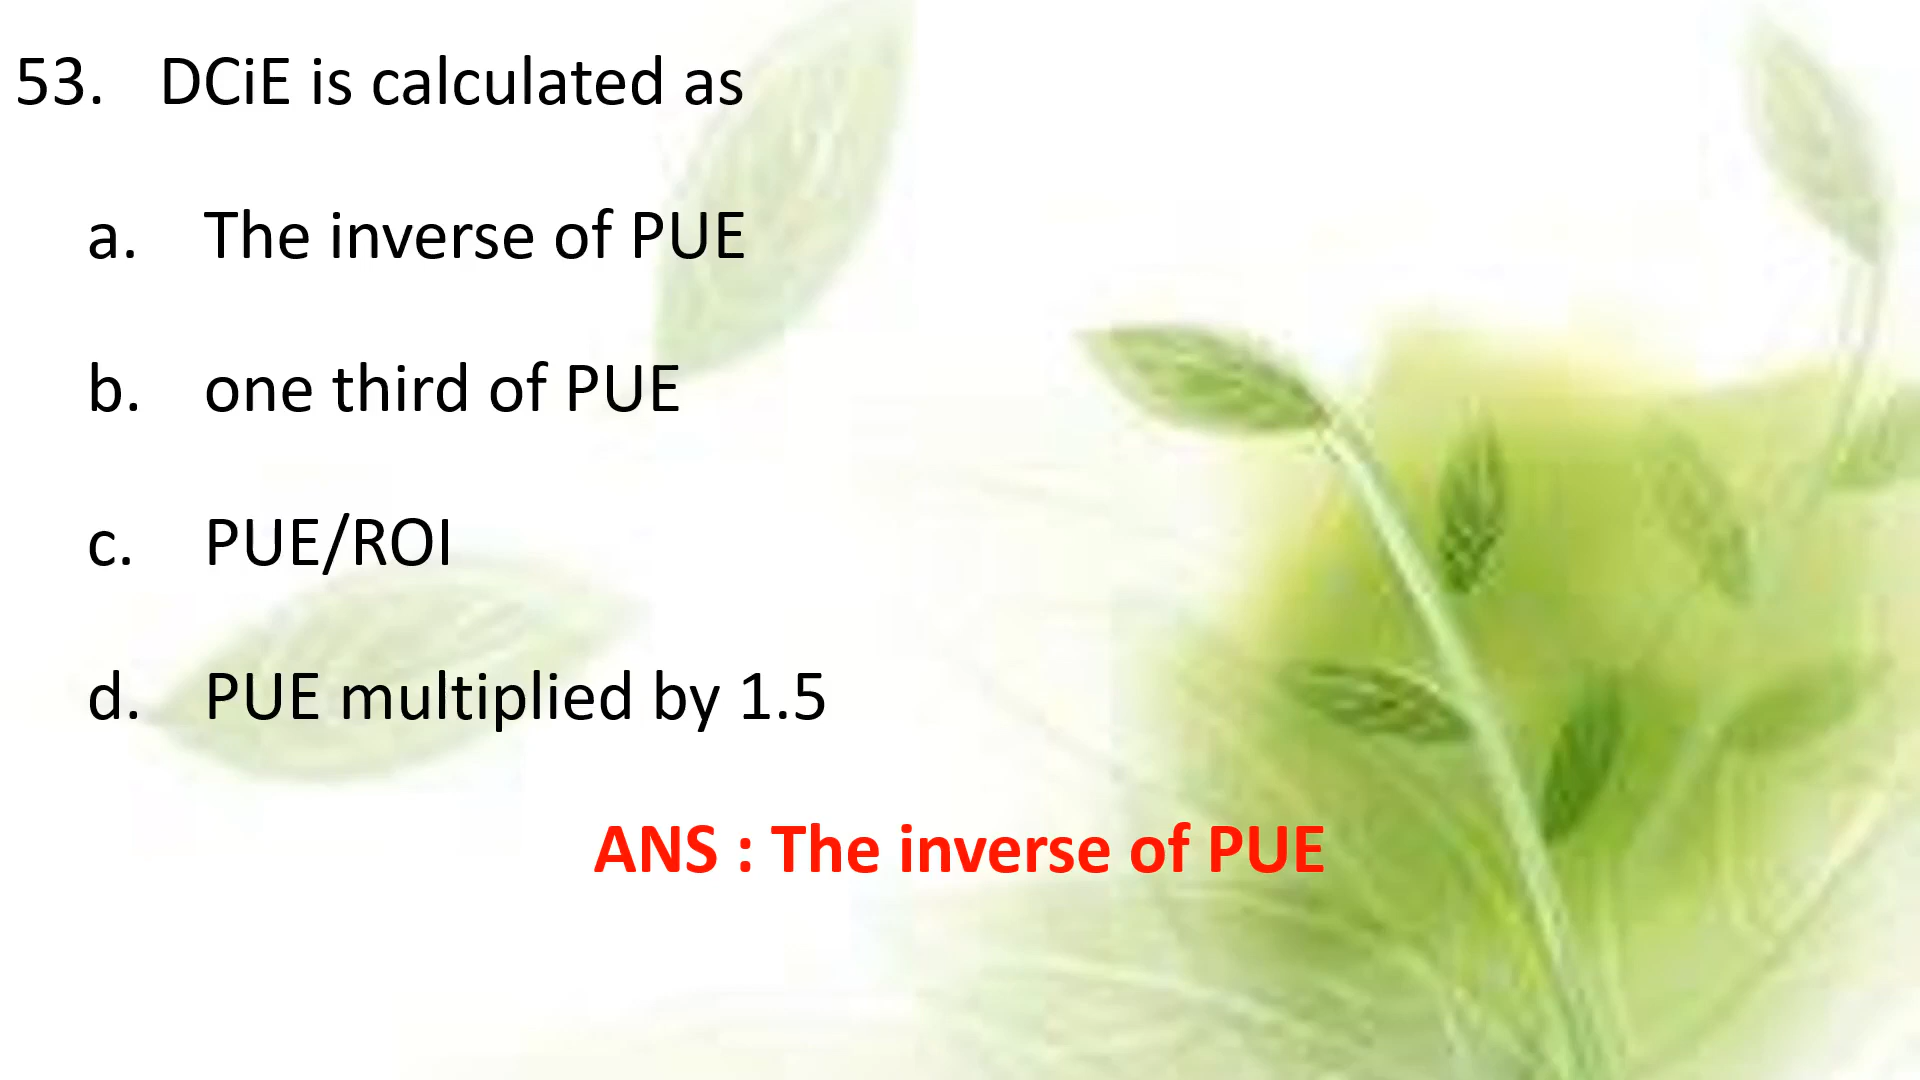 53. DCiE is calculated as
a. The inverse of PUE
b. one third of PUE
c. PUE/ROI
d. PUE multiplied by 1.5
ANS : The inverse of PUE